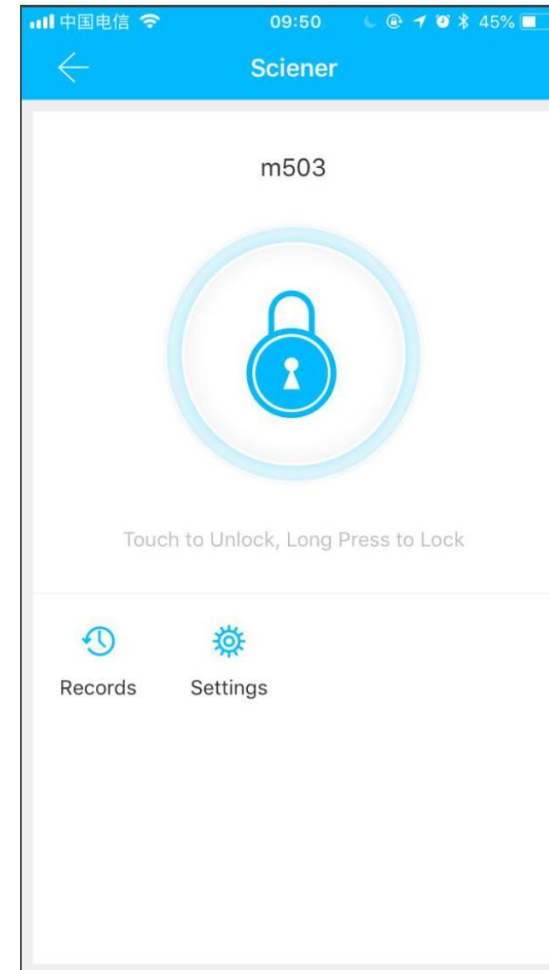 中国电信 09:50 45%
Sciener
m503
Touch to Unlock, Long Press to Lock
Records Settings